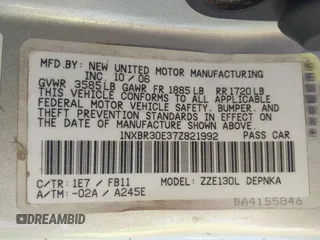 MFD. BY: NEW UNITED MOTOR MANUFACTURING
INC. 10/06
GVWR 3585LB GAWR FR 1885LB RR1720LB
THIS VEHICLE CONFORMS TO ALL APPLICABLE
FEDERAL MOTOR VEHICLE SAFETY, BUMPER, AND
THEFT PREVENTION STANDARDS IN EFFECT ON
THE DATE OF MANUFACTURE SHOWN ABOVE.
1NXBR30E37Z821992 PASS CAR
C/TR: 1E7 / FB11 MODEL: ZZE130L DEPNKA
A/TM: -02A / A245E
BA4155846
DIRABIMID
.COM